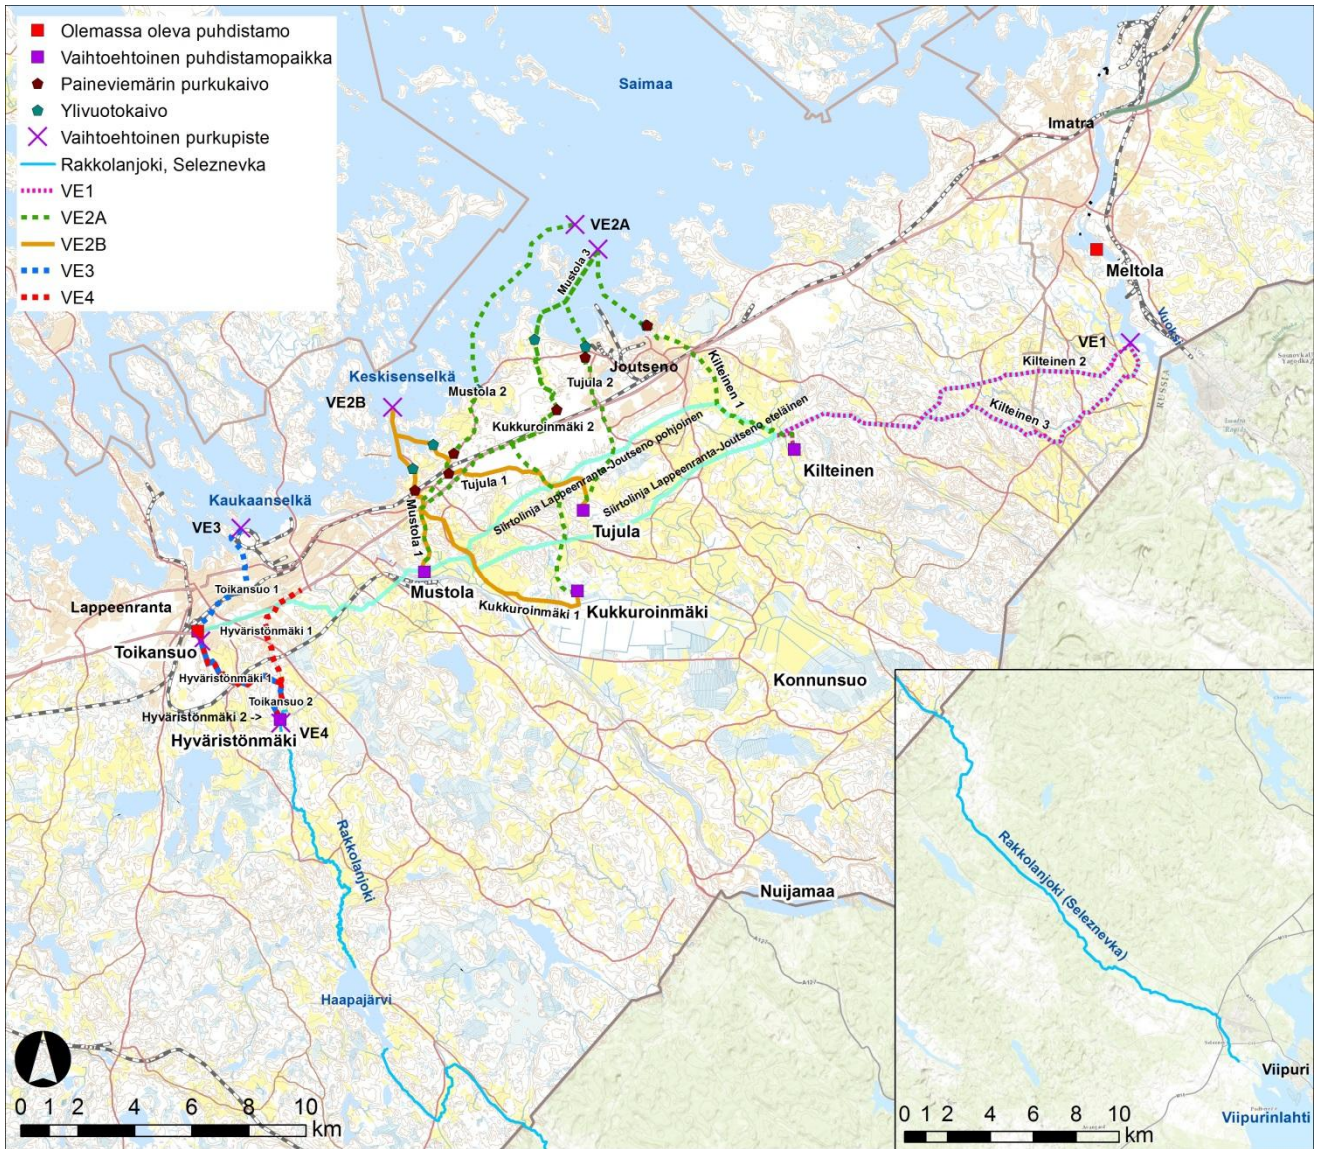 Olemassa oleva puhdistamo
Vaihtoehtoinen puhdistamopaikka
Paineviemärin purkukaivo
Ylivuotokaivo
Vaihtoehtoinen purkupiste
Rakkolanjoki, Seleznevka
VE1
VE2A
VE2B
VE3
VE4
Saimaa
Imatra
VE2A
Mustola 3
Meltola
Vuoksi
VE1
RUSSIA
Joutseno
Kilteinen 1
Kilteinen 2
Kilteinen 3
Keskisenselkä
VE2B
Mustola 2
Tujula 2
Kukkuroinmäki 2
Siirtolinja Lappeenranta-Joutseno pohjoinen
Siirtolinja Lappeenranta-Joutseno eteläinen
Kilteinen
Tujula 1
Kaukaanselkä
VE3
Mustola 1
Tujula
Toikansuo 1
Mustola
Lappeenranta
Kukkuroinmäki 1
Kukkuroinmäki
Hyväristönmäki 1
Toikansuo
Hyväristönmäki 1
Konnunsuo
Toikansuo 2
Hyväristönmäki 2 ->
VE4
Hyväristönmäki
Rakkolanjoki
Nuijamaa
Haapajärvi
Rakkolanjoki (Seleznevka)
Viipuri
Viipurinlahti
0 1 2 4 6 8 10
km
0 1 2 4 6 8 10
km